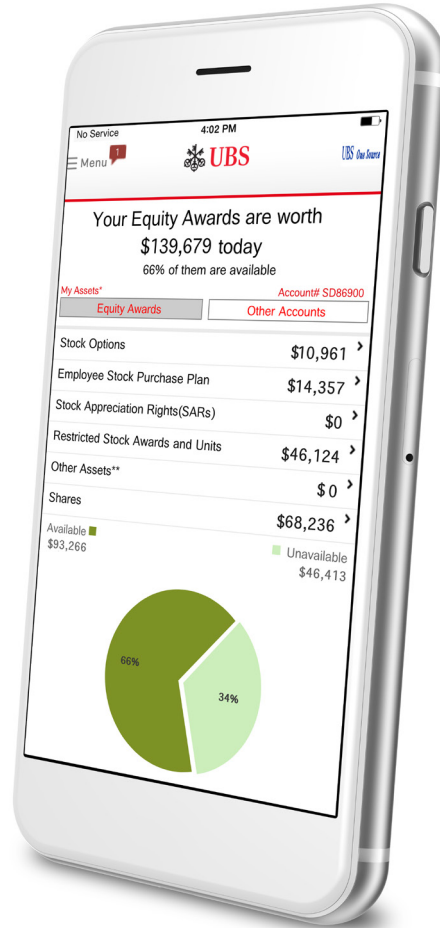 No Service 4:02 PM
Menu 1 UBS UBS One Source
Your Equity Awards are worth
$139,679 today
66% of them are available
My Assets* Account# SD86900
Equity Awards Other Accounts
Stock Options $10,961
Employee Stock Purchase Plan $14,357
Stock Appreciation Rights(SARs) $0
Restricted Stock Awards and Units $46,124
Other Assets** $0
Shares $68,236
Available Unavailable
$93,266 $46,413
66% 34%